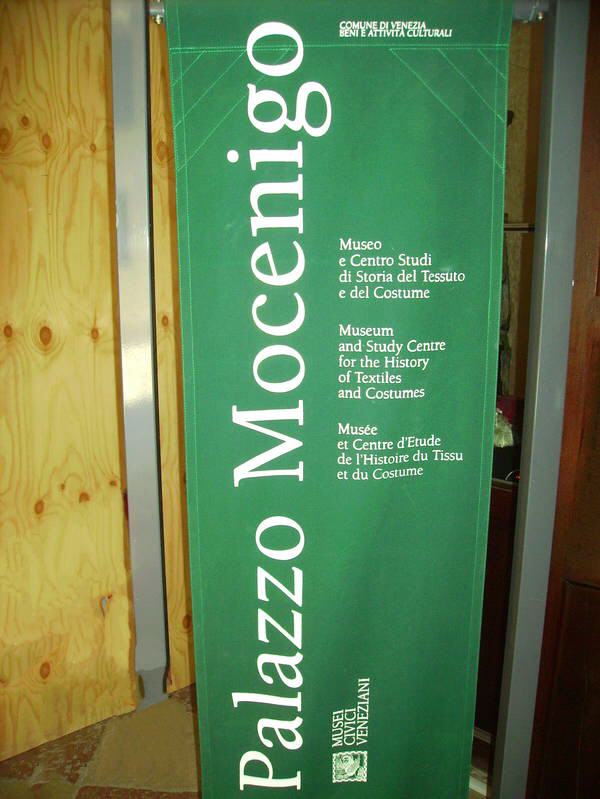 COMUNE DI VENEZIA
BENI E ATTIVITÀ CULTURALI
Palazzo Mocenigo
Museo
e Centro Studi
di Storia del Tessuto
e del Costume
Museum
and Study Centre
for the History
of Textiles
and Costumes
Musée
et Centre d'Etude
de l'Histoire du Tissu
et du Costume
MUSEI
CIVICI
VENEZIANI